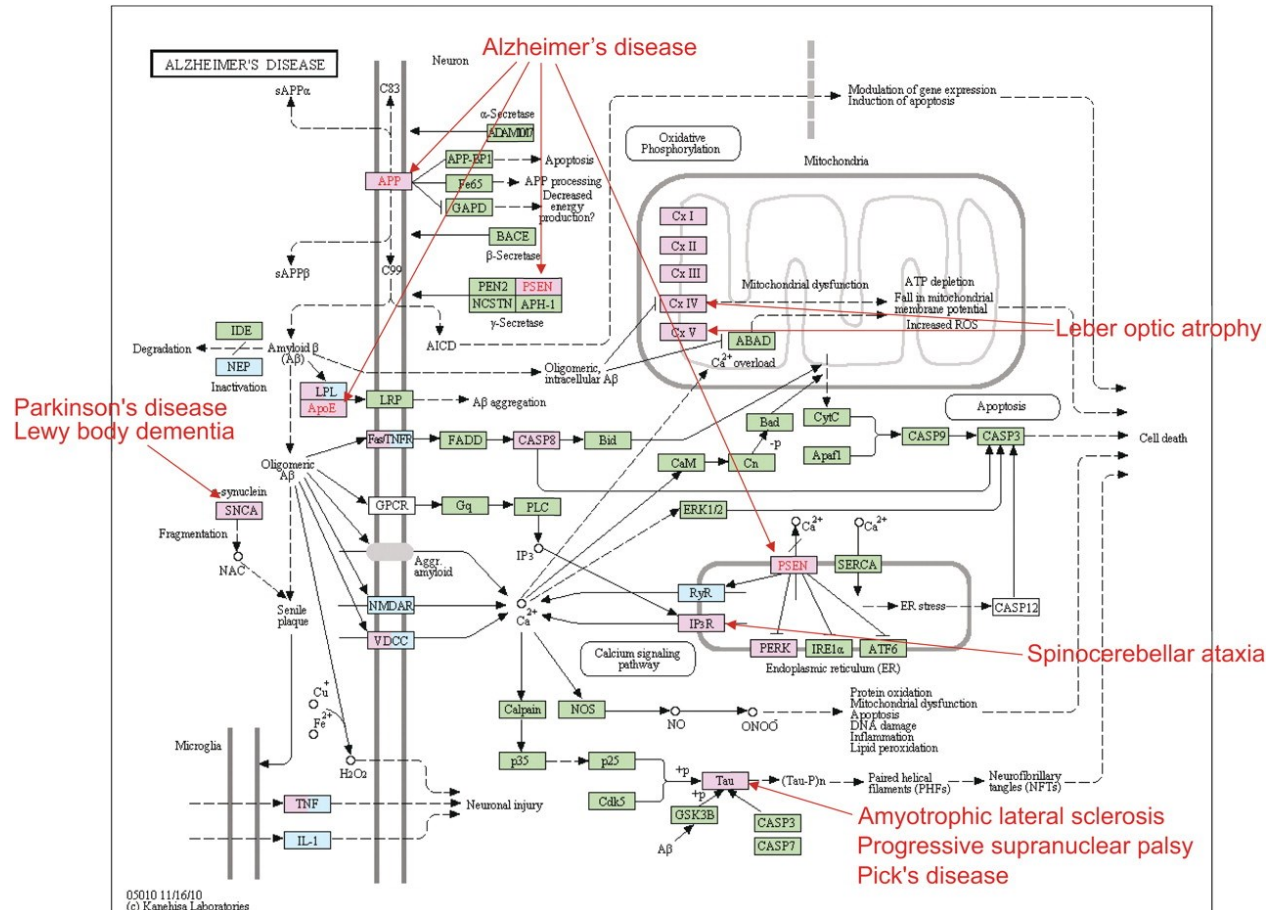 Alzheimer's disease
ALZHEIMER'S DISEASE
Neuron
sAPPα
C83
α-Secretase
APP-BP1
Apoptosis
APP
Fe65
APP processing
GAPD
Decreased
energy
production?
BACE
β-Secretase
sAPPβ
C99
PEN2
PSEN
NCSTN
APH-1
γ-Secretase
AICD
IDE
Degradation
Amyloid β
(Aβ)
NEP
Inactivation
LPL
ApoE
LRP
Aβ aggregation
Oligomeric,
intracellular Aβ
Modulation of gene expression
Induction of apoptosis
Oxidative
Phosphorylation
Mitochondria
Cx I
Cx II
Cx III
Cx IV
Cx V
Mitochondrial dysfunction
ATP depletion
Fall in mitochondrial
membrane potential
Increased ROS
ABAD
Ca2+ overload
Leber optic atrophy
Parkinson's disease
Lewy body dementia
Oligomeric
Aβ
Fas/TNFR
FADD
CASP8
Bid
Bad
-p
CytC
Apaf1
CASP9
CASP3
Apoptosis
Cell death
CaM
Cn
-synuclein
SNCA
Fragmentation
NAC
GPCR
Gq
PLC
IP3
ERK1/2
Aggr.
amyloid
Senile
plaque
NMDAR
VDCC
Ca2+
Ca2+
Ca2+
PSEN
SERCA
RyR
IP3R
ER stress
CASP12
PERK
IRE1α
ATF6
Endoplasmic reticulum (ER)
Calcium signaling
pathway
Spinocerebellar ataxia
Cu+
Fe2+
H2O2
Microglia
TNF
IL-1
Neuronal injury
Calpain
NOS
NO
ONOO-
Protein oxidation
Mitochondrial dysfunction
Apoptosis
DNA damage
Inflammation
Lipid peroxidation
p35
p25
Cdk5
+p
Tau
+p
(Tau-P)n
Paired helical
filaments (PHFs)
Neurofibrillary
tangles (NFTs)
GSK3B
Aβ
CASP3
CASP7
Amyotrophic lateral sclerosis
Progressive supranuclear palsy
Pick's disease
05010 11/16/10
(c) Kanehisa Laboratories